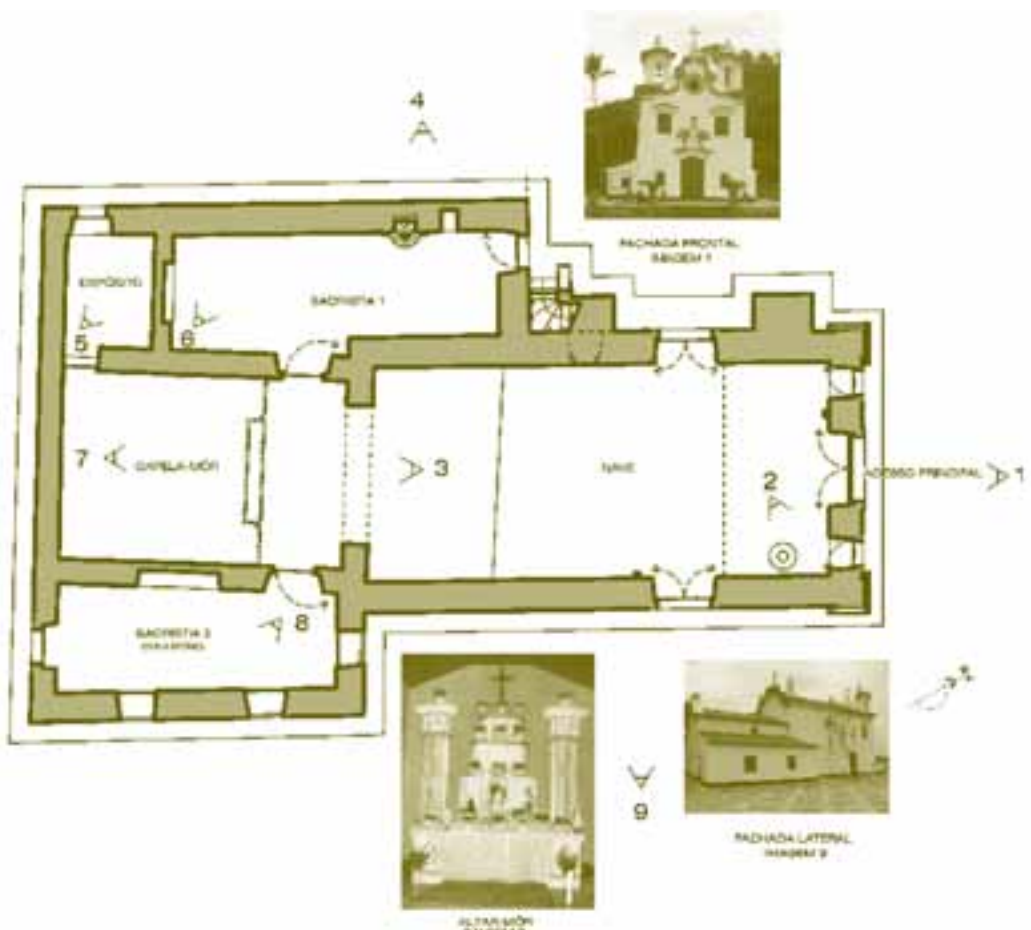 4
FACHADA FRONTAL
IMAGEM 1
DEPÓSITO
SACRISTIA 1
5
6
7
CAPELA-MÓR
3
NAVE
2
ACESSO PRINCIPAL
1
SACRISTIA 2
8
9
FACHADA LATERAL
IMAGEM 9
ALTAR-MÓR